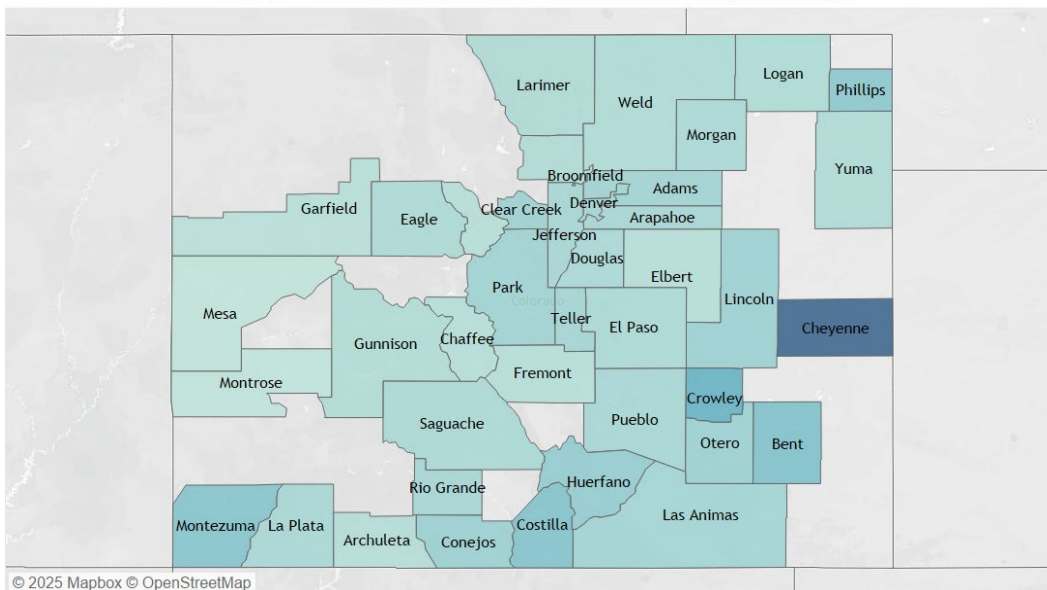 Larimer
Weld
Logan
Phillips
Morgan
Yuma
Broomfield
Adams
Denver
Arapahoe
Garfield
Eagle
Clear Creek
Jefferson
Douglas
Elbert
Park
Colorado
Lincoln
Mesa
Teller
El Paso
Cheyenne
Gunnison
Chaffee
Fremont
Montrose
Crowley
Saguache
Pueblo
Otero
Bent
Rio Grande
Huerfano
Montezuma
La Plata
Archuleta
Conejos
Costilla
Las Animas
© 2025 Mapbox © OpenStreetMap